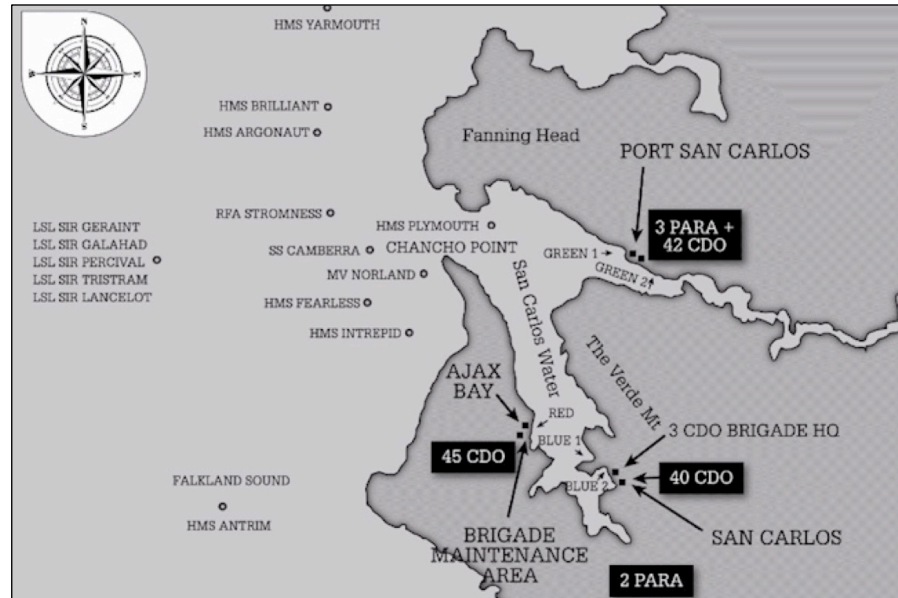 N
W
E
S
HMS YARMOUTH
HMS BRILLIANT
HMS ARGONAUT
Fanning Head
PORT SAN CARLOS
LSL SIR GERAINT
LSL SIR GALAHAD
LSL SIR PERCIVAL
LSL SIR TRISTRAM
LSL SIR LANCELOT
RFA STROMNESS
HMS PLYMOUTH
3 PARA +
42 CDO
SS CAMBERRA
CHANCHO POINT
GREEN 1
GREEN 2
MV NORLAND
HMS FEARLESS
HMS INTREPID
San Carlos Water
The Verde Mt
AJAX
BAY
RED
BLUE 1
3 CDO BRIGADE HQ
45 CDO
40 CDO
BLUE 2
FALKLAND SOUND
HMS ANTRIM
BRIGADE
MAINTENANCE
AREA
SAN CARLOS
2 PARA